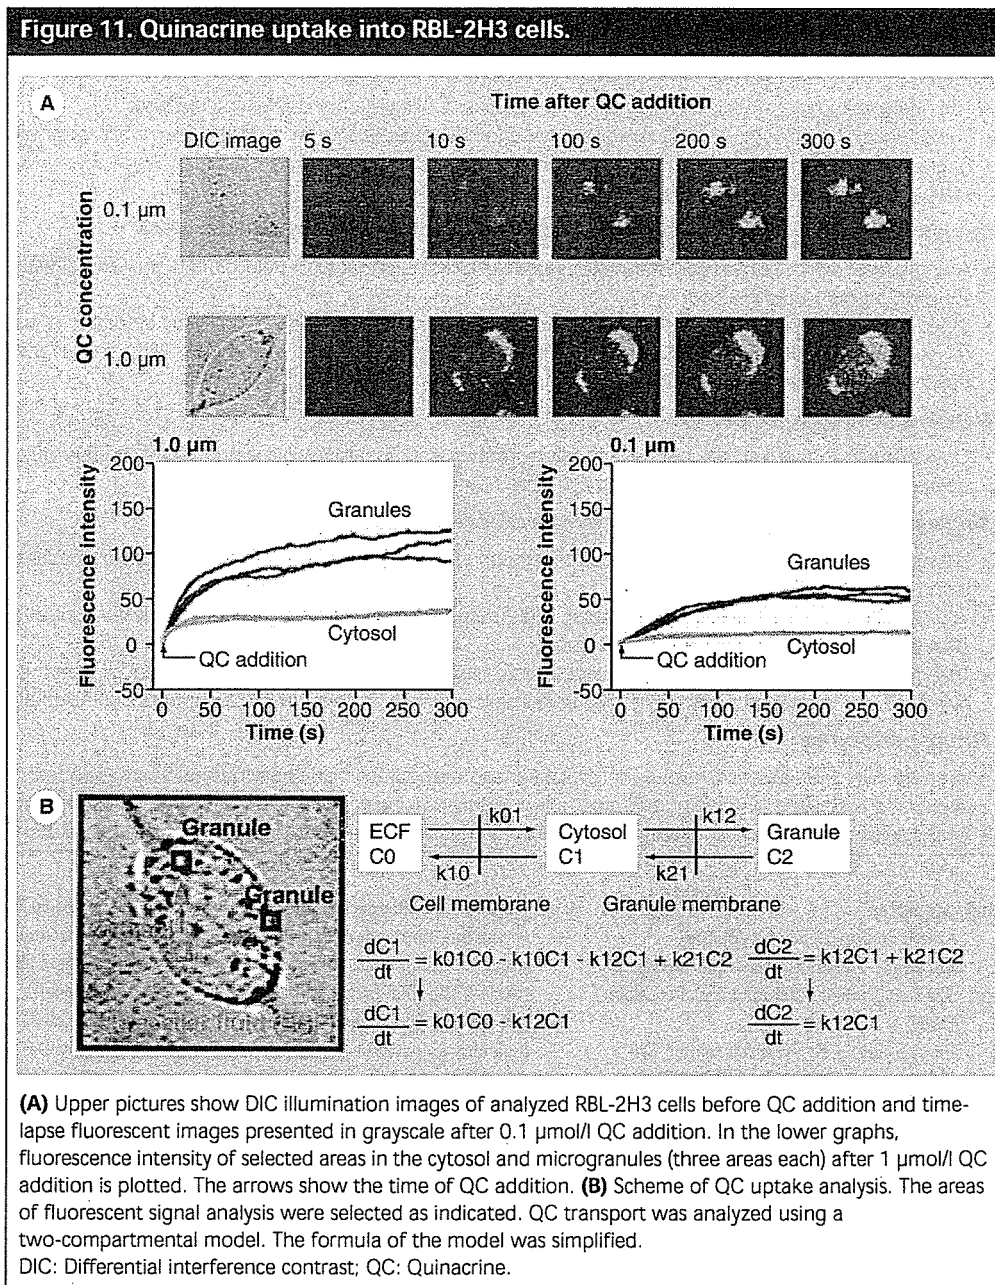 Figure 11. Quinacrine uptake into RBL-2H3 cells.
A
Time after QC addition
DIC image 5 s 10 s 100 s 200 s 300 s
QC concentration
0.1 µm
1.0 µm
1.0 µm
Fluorescence intensity
200
150
100
50
0
-50
Granules
Cytosol
QC addition
0 50 100 150 200 250 300
Time (s)
0.1 µm
Fluorescence intensity
200
150
100
50
0
-50
Granules
Cytosol
QC addition
0 50 100 150 200 250 300
Time (s)
B
Granule
Granule
ECF
C0
k01
k10
Cell membrane
Cytosol
C1
k12
k21
Granule membrane
Granule
C2
dC1/dt = k01C0 - k10C1 - k12C1 + k21C2
dC2/dt = k12C1 + k21C2
dC1/dt = k01C0 - k12C1
dC2/dt = k12C1
(A) Upper pictures show DIC illumination images of analyzed RBL-2H3 cells before QC addition and time-
lapse fluorescent images presented in grayscale after 0.1 µmol/l QC addition. In the lower graphs,
fluorescence intensity of selected areas in the cytosol and microgranules (three areas each) after 1 µmol/l QC
addition is plotted. The arrows show the time of QC addition. (B) Scheme of QC uptake analysis. The areas
of fluorescent signal analysis were selected as indicated. QC transport was analyzed using a
two-compartmental model. The formula of the model was simplified.
DIC: Differential interference contrast; QC: Quinacrine.